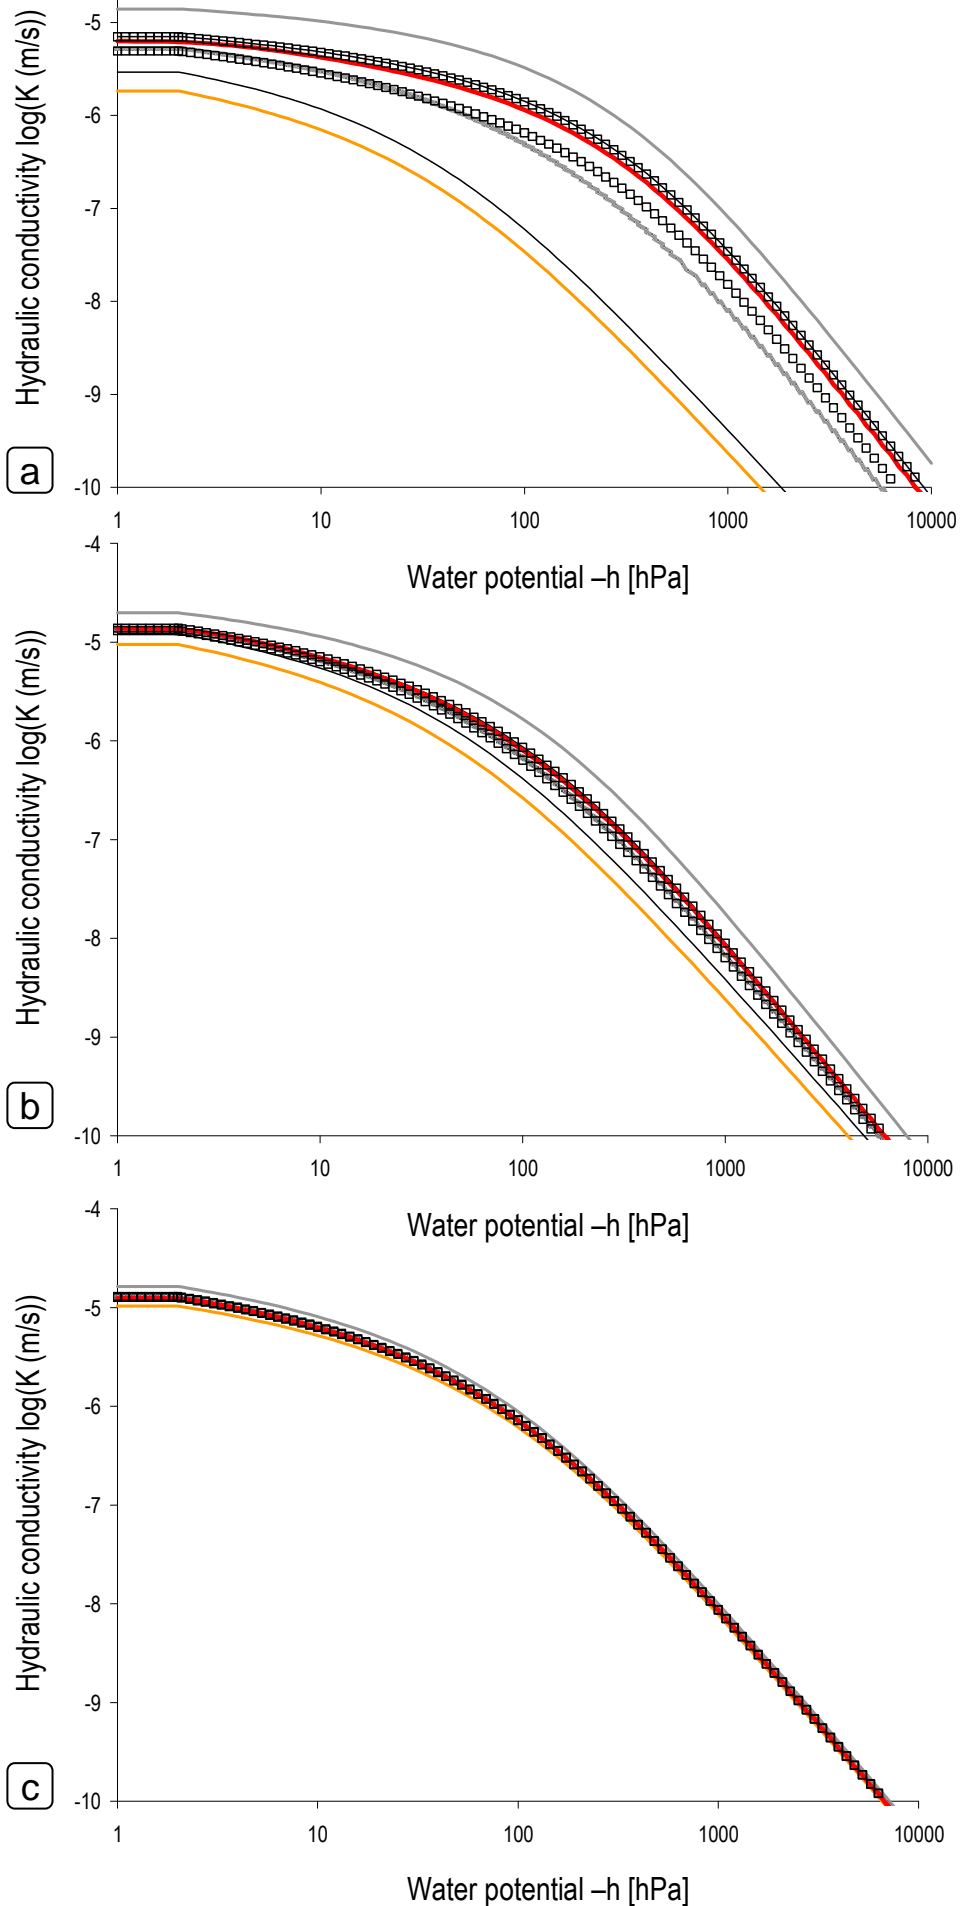 Hydraulic conductivity log(K (m/s))
-5
-6
-7
-8
-9
-10
a
1 10 100 1000 10000
Water potential –h [hPa]
Hydraulic conductivity log(K (m/s))
-4
-5
-6
-7
-8
-9
-10
b
1 10 100 1000 10000
Water potential –h [hPa]
Hydraulic conductivity log(K (m/s))
-4
-5
-6
-7
-8
-9
-10
c
1 10 100 1000 10000
Water potential –h [hPa]